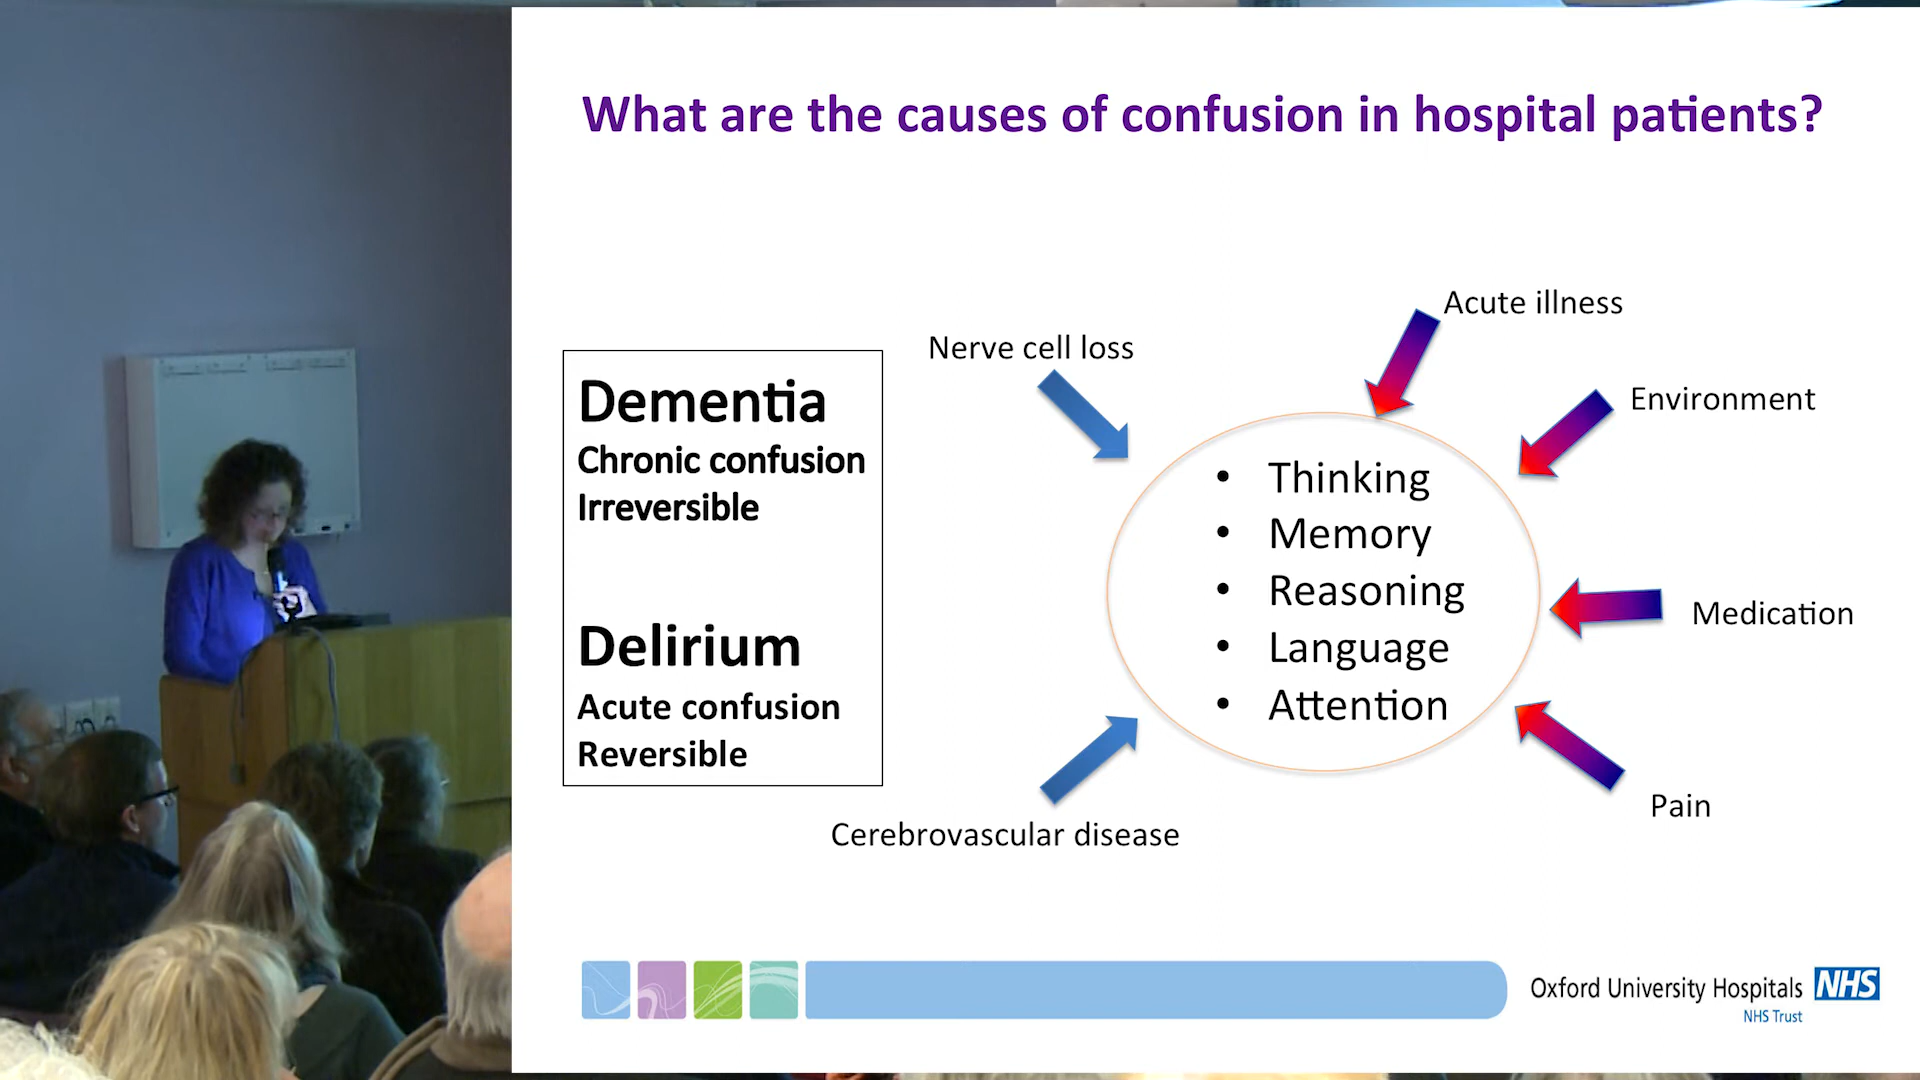 What are the causes of confusion in hospital patients?
Dementia
Chronic confusion
Irreversible
Delirium
Acute confusion
Reversible
Nerve cell loss
Cerebrovascular disease
• Thinking
• Memory
• Reasoning
• Language
• Attention
Acute illness
Environment
Medication
Pain
Oxford University Hospitals NHS
NHS Trust